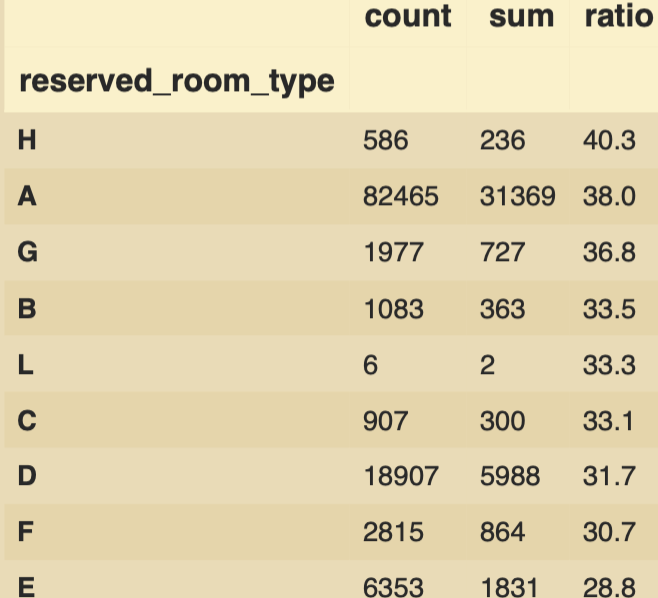 count sum ratio
reserved_room_type
H 586 236 40.3
A 82465 31369 38.0
G 1977 727 36.8
B 1083 363 33.5
L 6 2 33.3
C 907 300 33.1
D 18907 5988 31.7
F 2815 864 30.7
E 6353 1831 28.8